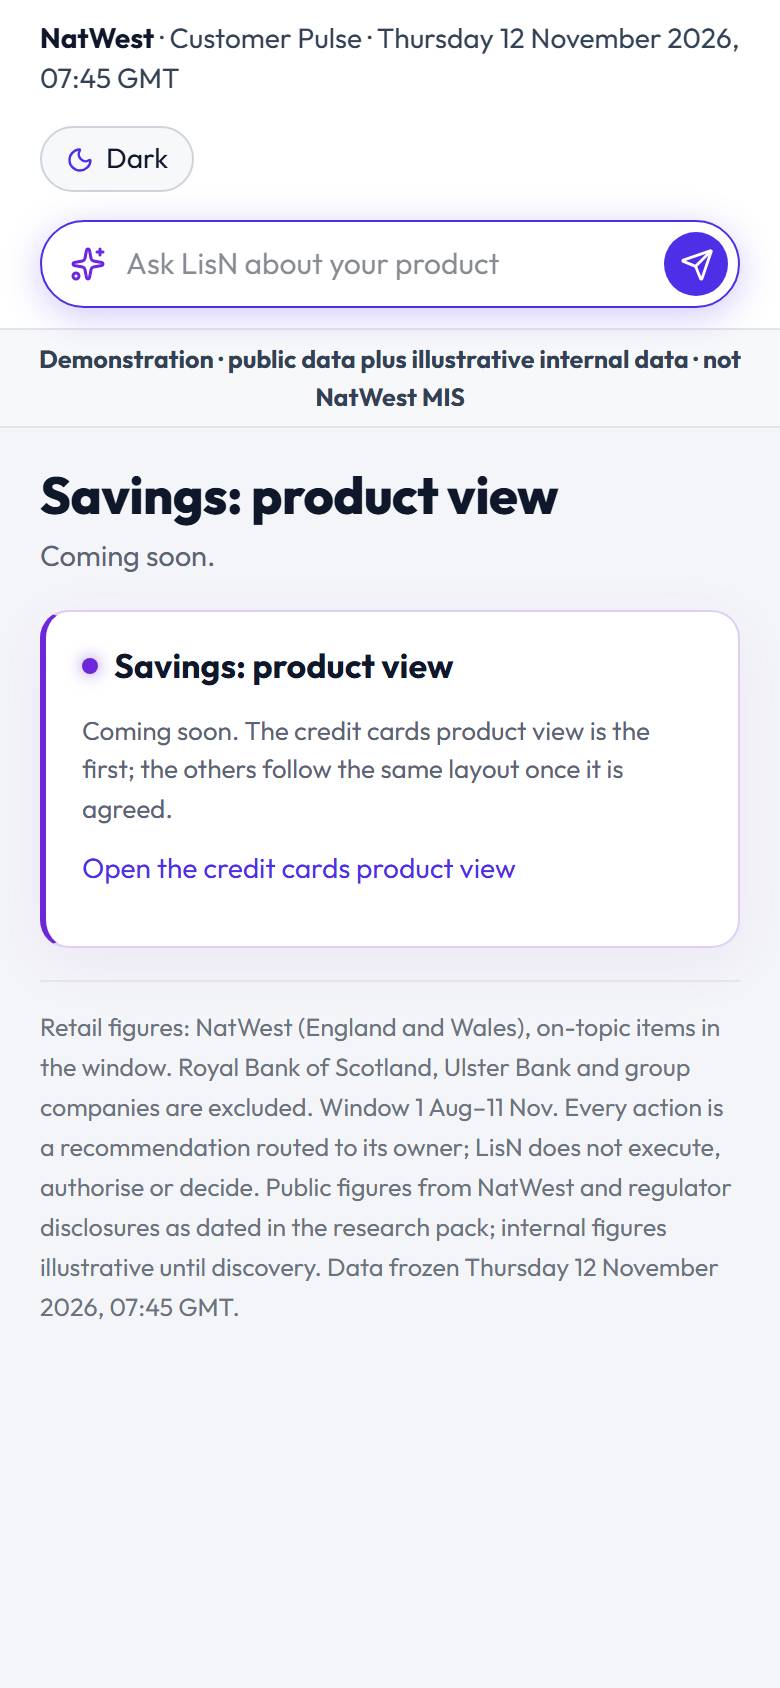 NatWest · Customer Pulse · Thursday 12 November 2026,
07:45 GMT
Dark
Ask LisN about your product
Demonstration · public data plus illustrative internal data · not
NatWest MIS
Savings: product view
Coming soon.
Savings: product view
Coming soon. The credit cards product view is the
first; the others follow the same layout once it is
agreed.
Open the credit cards product view
Retail figures: NatWest (England and Wales), on-topic items in
the window. Royal Bank of Scotland, Ulster Bank and group
companies are excluded. Window 1 Aug–11 Nov. Every action is
a recommendation routed to its owner; LisN does not execute,
authorise or decide. Public figures from NatWest and regulator
disclosures as dated in the research pack; internal figures
illustrative until discovery. Data frozen Thursday 12 November
2026, 07:45 GMT.